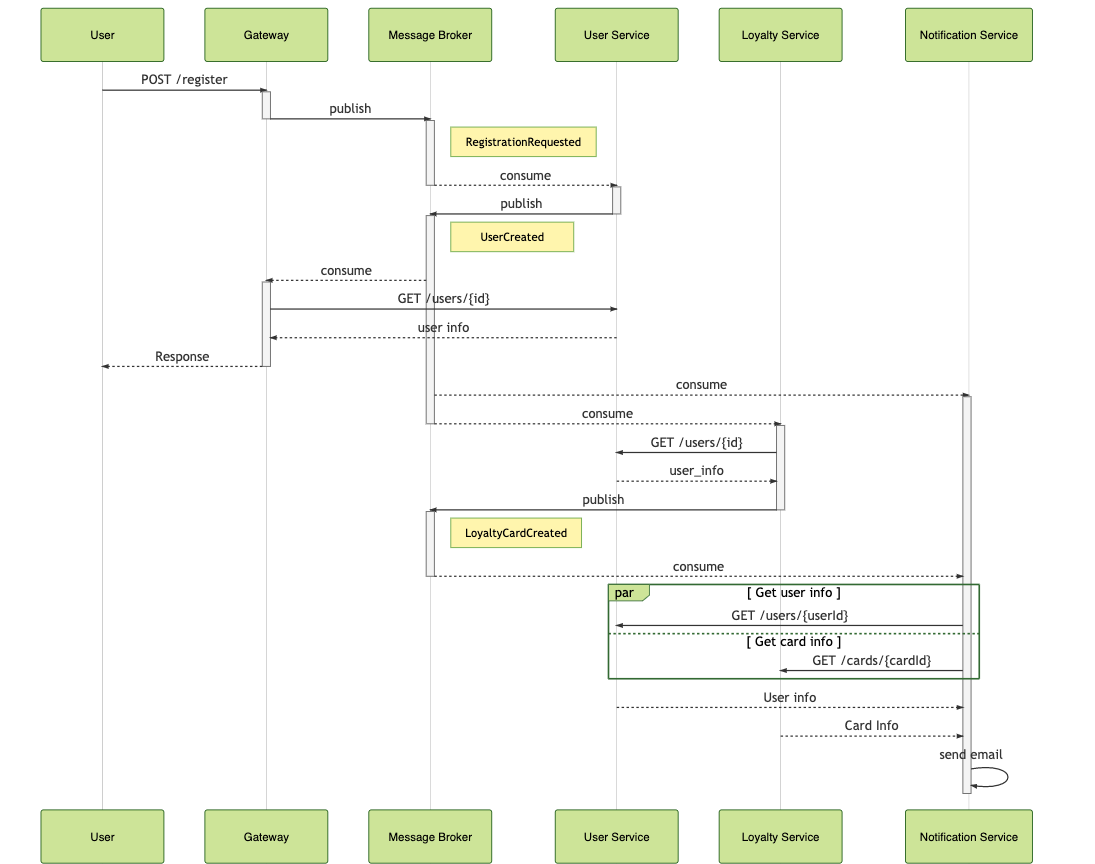 User
Gateway
Message Broker
User Service
Loyalty Service
Notification Service
POST /register
publish
RegistrationRequested
consume
publish
UserCreated
consume
GET /users/{id}
user info
Response
consume
consume
GET /users/{id}
user_info
publish
LoyaltyCardCreated
consume
par
[ Get user info ]
GET /users/{userId}
[ Get card info ]
GET /cards/{cardId}
User info
Card Info
send email
User
Gateway
Message Broker
User Service
Loyalty Service
Notification Service